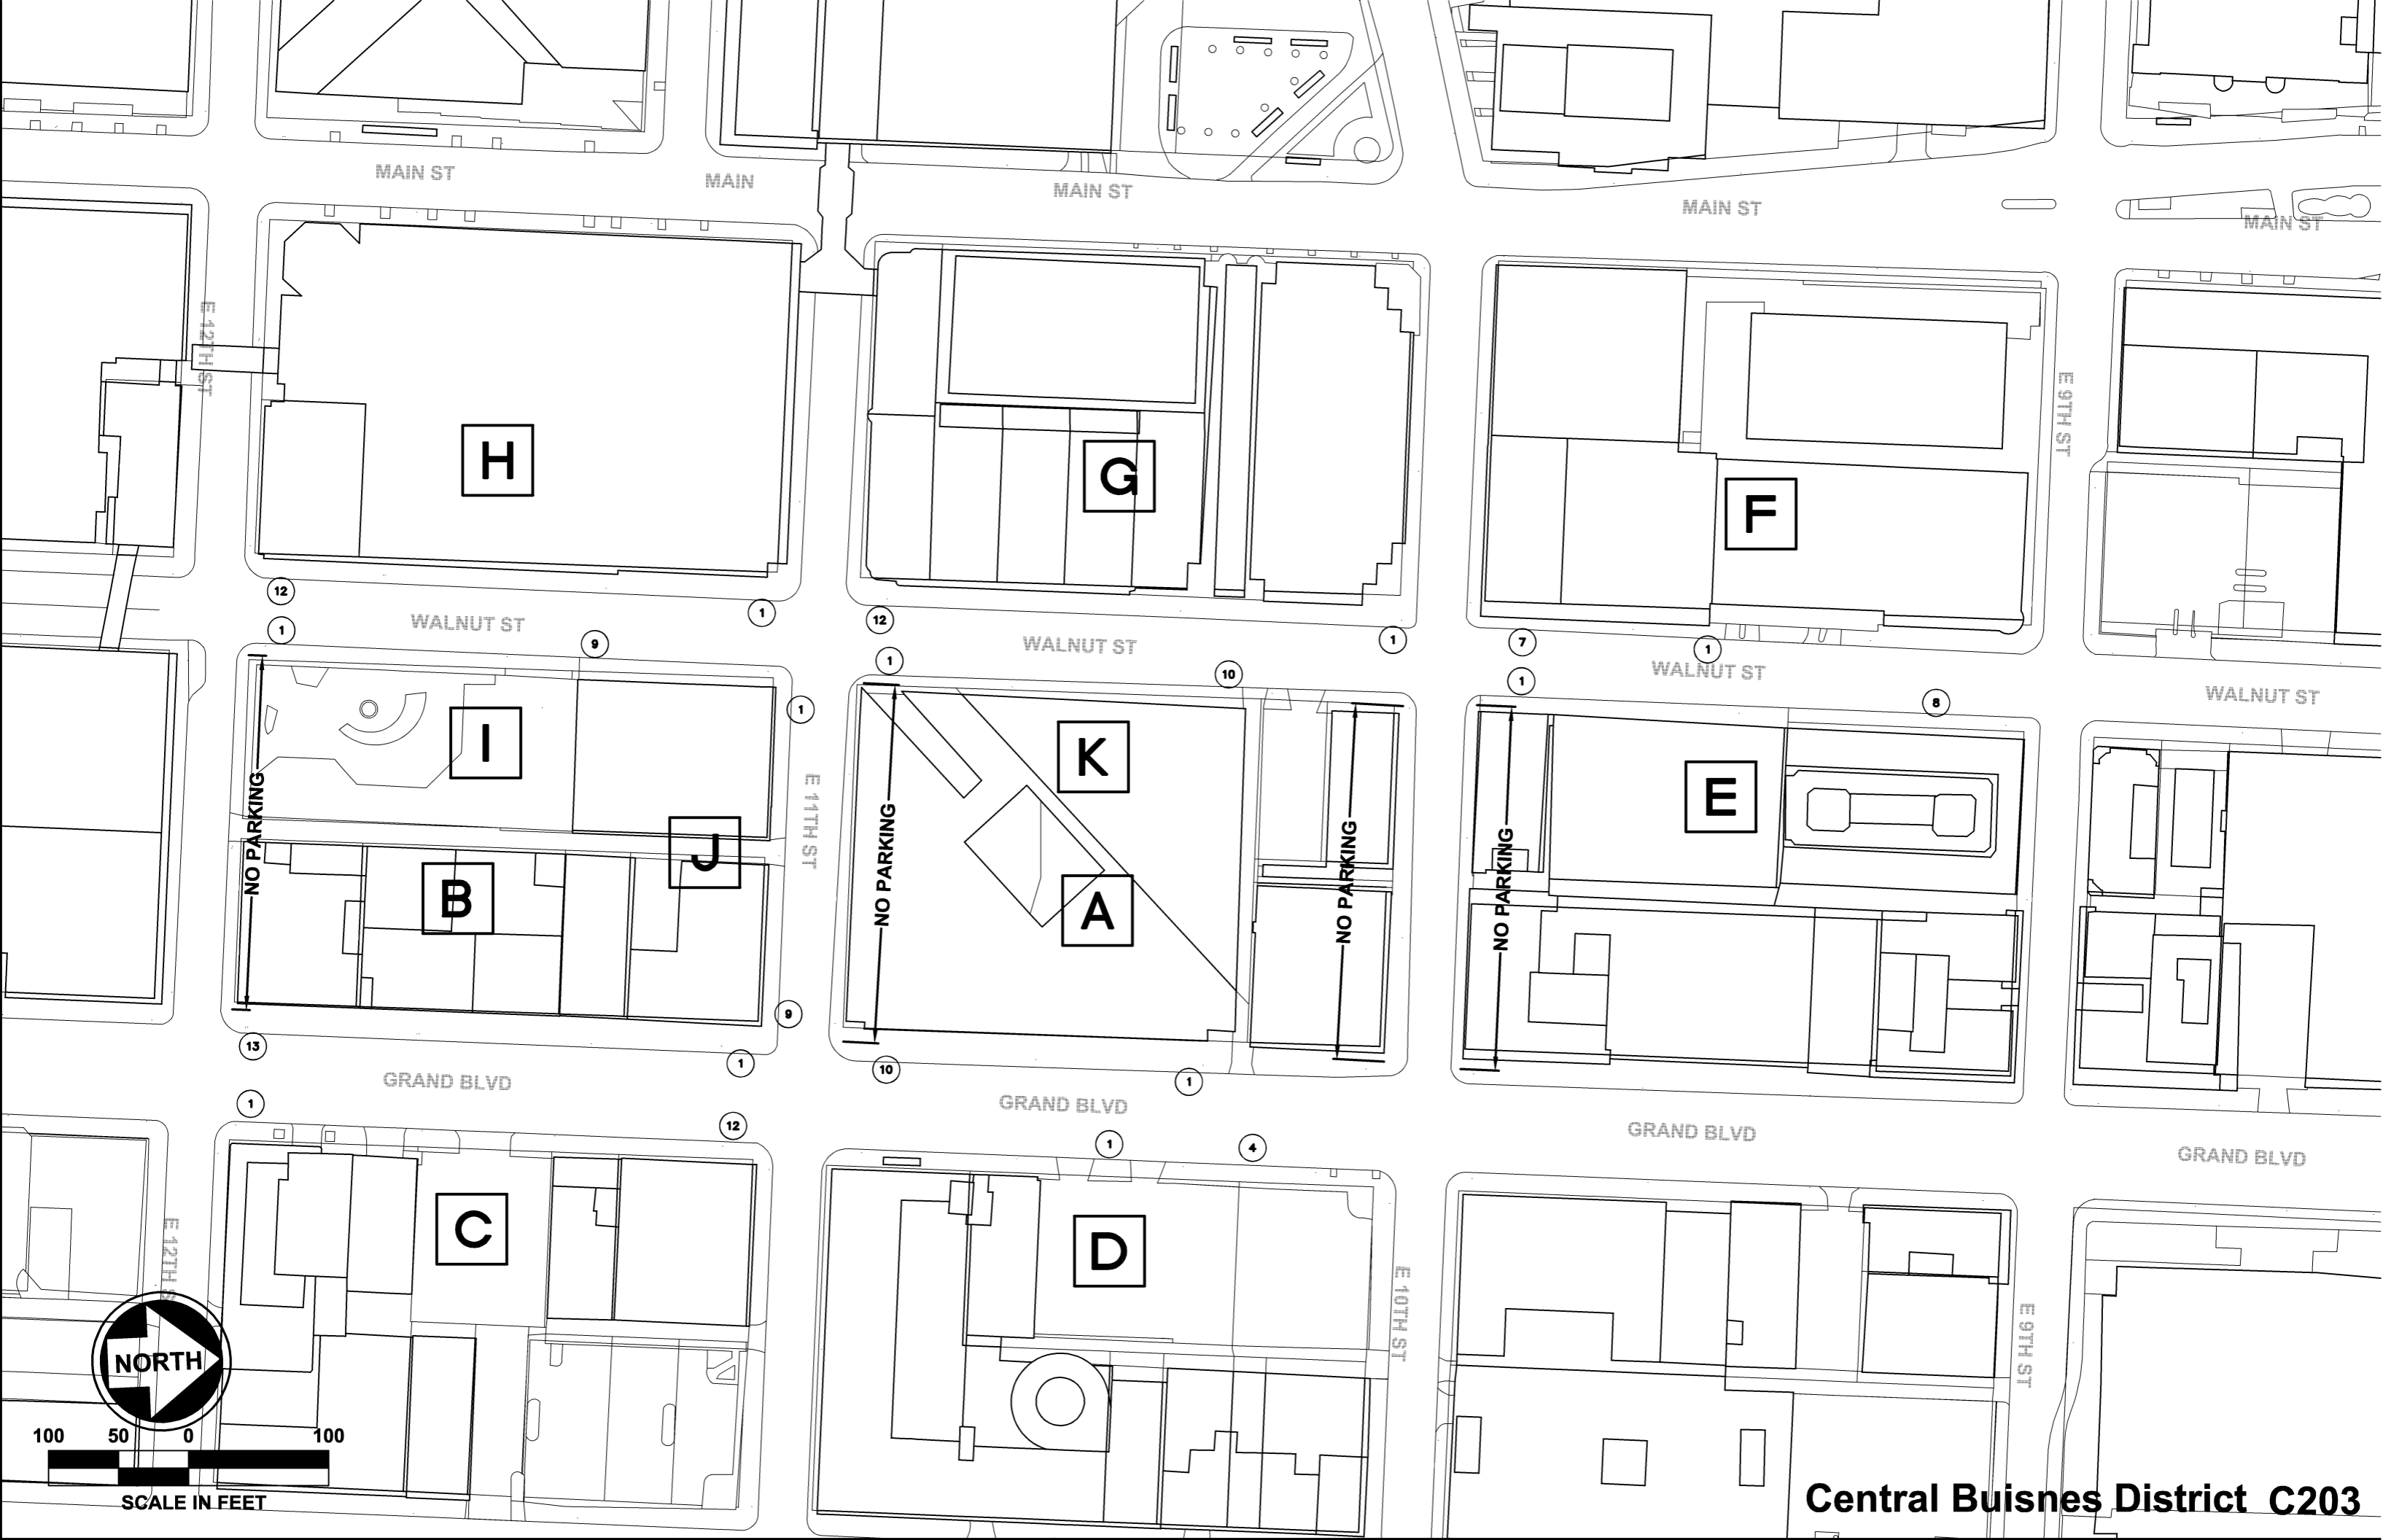 MAIN ST
MAIN
MAIN ST
MAIN ST
MAIN ST
E 12TH ST
E 9TH ST
H
G
F
12
1
12
1
7
1
WALNUT ST
WALNUT ST
WALNUT ST
WALNUT ST
1
9
1
10
1
8
1
I
K
E
J
B
A
NO PARKING
NO PARKING
NO PARKING
NO PARKING
E 11TH ST
9
13
1
10
1
GRAND BLVD
GRAND BLVD
GRAND BLVD
GRAND BLVD
1
12
1
4
C
D
E 12TH S
E 10TH ST
E 9TH ST
NORTH
100 50 0 100
SCALE IN FEET
Central Buisnes District C203